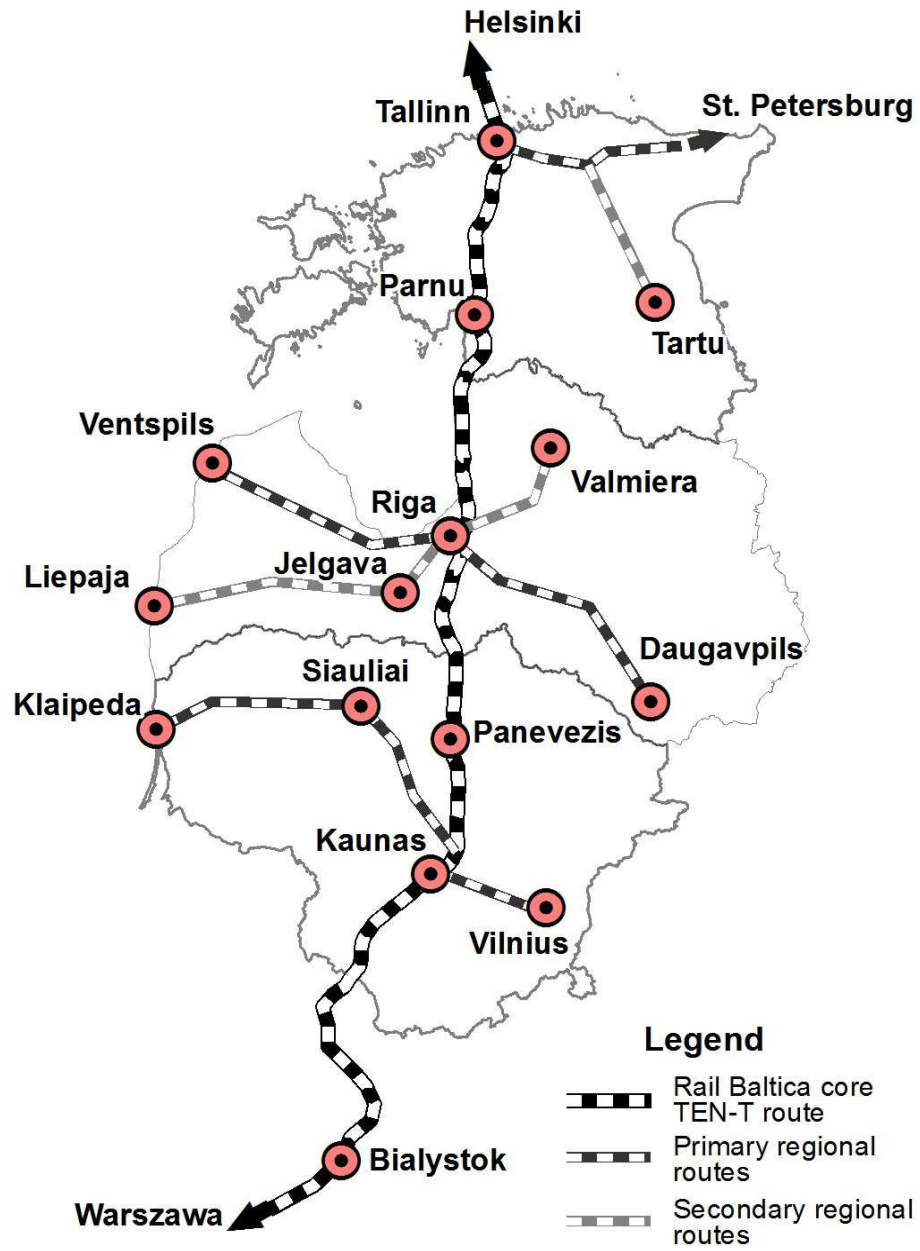 Helsinki
Tallinn
St. Petersburg
Parnu
Tartu
Ventspils
Valmiera
Riga
Jelgava
Liepaja
Daugavpils
Siauliai
Klaipeda
Panevezis
Kaunas
Vilnius
Legend
Rail Baltica core
TEN-T route
Primary regional
routes
Secondary regional
routes
Bialystok
Warszawa